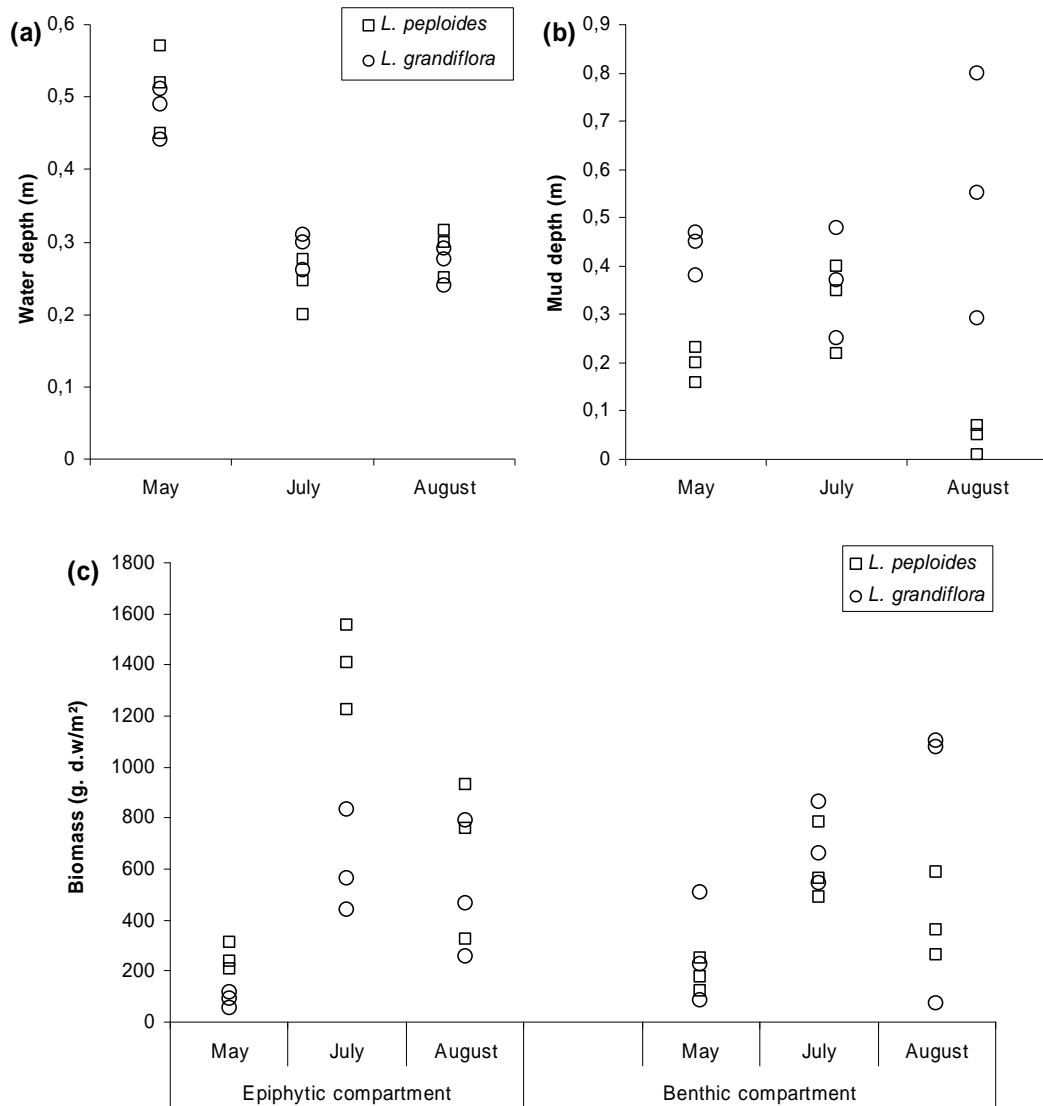 (a)
L. peploides
L. grandiflora
Water depth (m)
0,6
0,5
0,4
0,3
0,2
0,1
0
May July August
(b)
Mud depth (m)
0,9
0,8
0,7
0,6
0,5
0,4
0,3
0,2
0,1
0
May July August
(c)
L. peploides
L. grandiflora
Biomass (g. d.w/m²)
1800
1600
1400
1200
1000
800
600
400
200
0
May July August May July August
Epiphytic compartment Benthic compartment